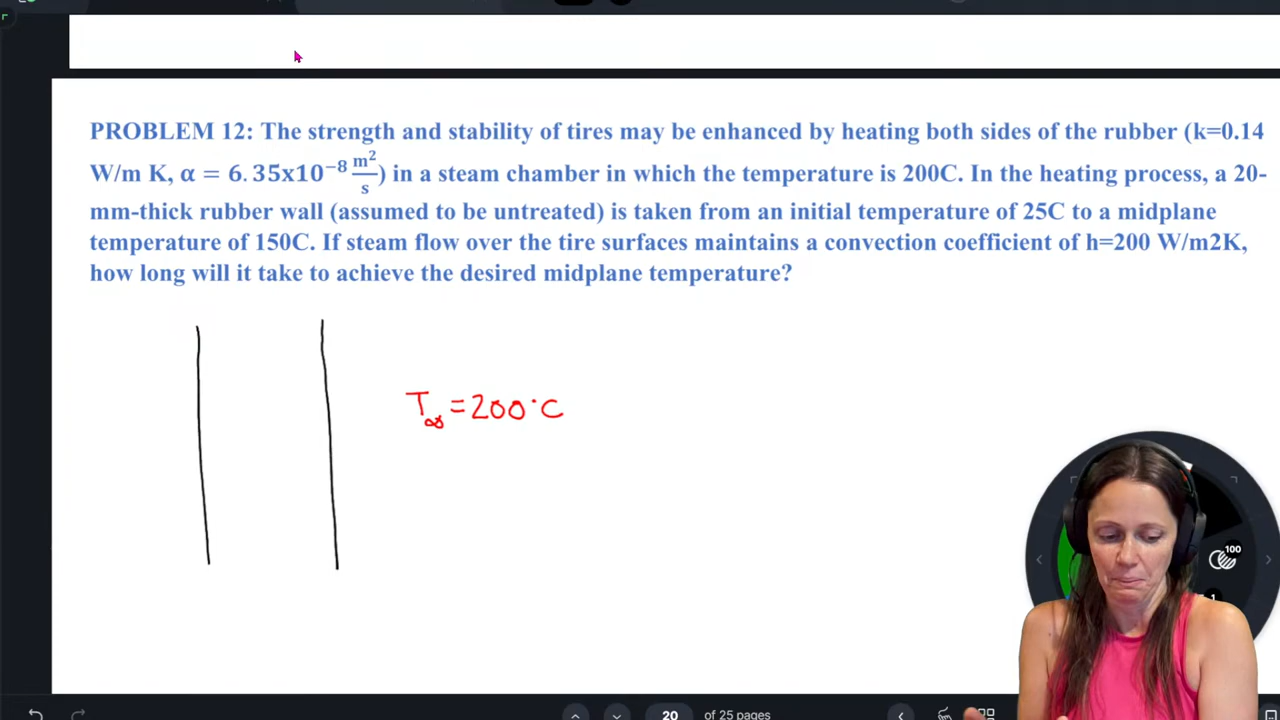 PROBLEM 12: The strength and stability of tires may be enhanced by heating both sides of the rubber (k=0.14
W/m K, α = 6.35x10⁻⁸ m²/s) in a steam chamber in which the temperature is 200C. In the heating process, a 20-
mm-thick rubber wall (assumed to be untreated) is taken from an initial temperature of 25C to a midplane
temperature of 150C. If steam flow over the tire surfaces maintains a convection coefficient of h=200 W/m2K,
how long will it take to achieve the desired midplane temperature?
T∞ = 200°C
100
1
20 of 25 pages